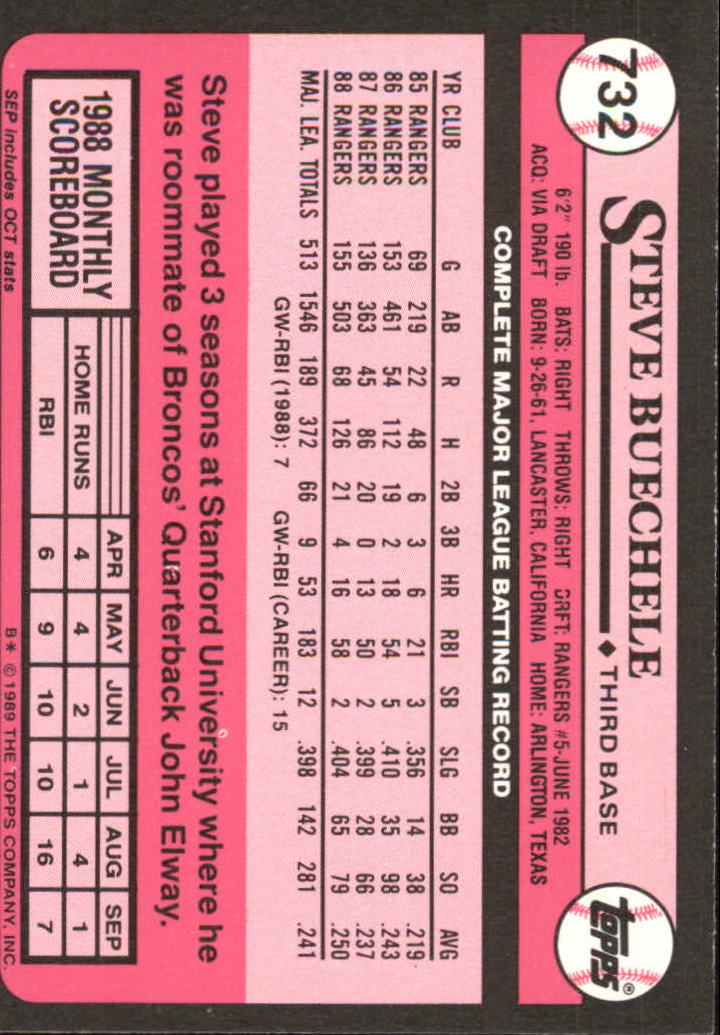 732
STEVE BUECHELE ◆ THIRD BASE
topps®
6'2" 190 lb. BATS: RIGHT THROWS: RIGHT DRFT: RANGERS #5-JUNE 1982
ACQ: VIA DRAFT BORN: 9-26-61, LANCASTER, CALIFORNIA HOME: ARLINGTON, TEXAS
COMPLETE MAJOR LEAGUE BATTING RECORD
YR CLUB G AB R H 2B 3B HR RBI SB SLG BB SO AVG
85 RANGERS 69 219 22 48 6 3 6 21 3 .356 14 38 .219
86 RANGERS 153 461 54 112 19 2 18 54 5 .410 35 98 .243
87 RANGERS 136 363 45 86 20 0 13 50 2 .399 28 66 .237
88 RANGERS 155 503 68 126 21 4 16 58 2 .404 65 79 .250
MAJ. LEA. TOTALS 513 1546 189 372 66 9 53 183 12 .398 142 281 .241
GW-RBI (1988): 7 GW-RBI (CAREER): 15
Steve played 3 seasons at Stanford University where he
was roommate of Broncos' Quarterback John Elway.
1988 MONTHLY
SCOREBOARD
APR MAY JUN JUL AUG SEP
HOME RUNS 4 4 2 1 4 1
RBI 6 9 10 10 16 7
SEP includes OCT stats B* © 1989 THE TOPPS COMPANY, INC.